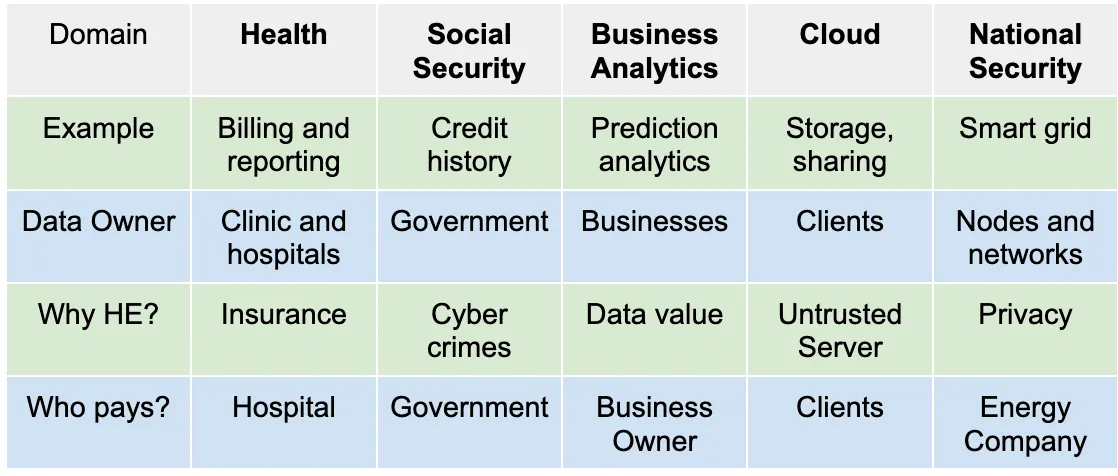 Domain
Health
Social
Security
Business
Analytics
Cloud
National
Security
Example
Billing and
reporting
Credit
history
Prediction
analytics
Storage,
sharing
Smart grid
Data Owner
Clinic and
hospitals
Government
Businesses
Clients
Nodes and
networks
Why HE?
Insurance
Cyber
crimes
Data value
Untrusted
Server
Privacy
Who pays?
Hospital
Government
Business
Owner
Clients
Energy
Company